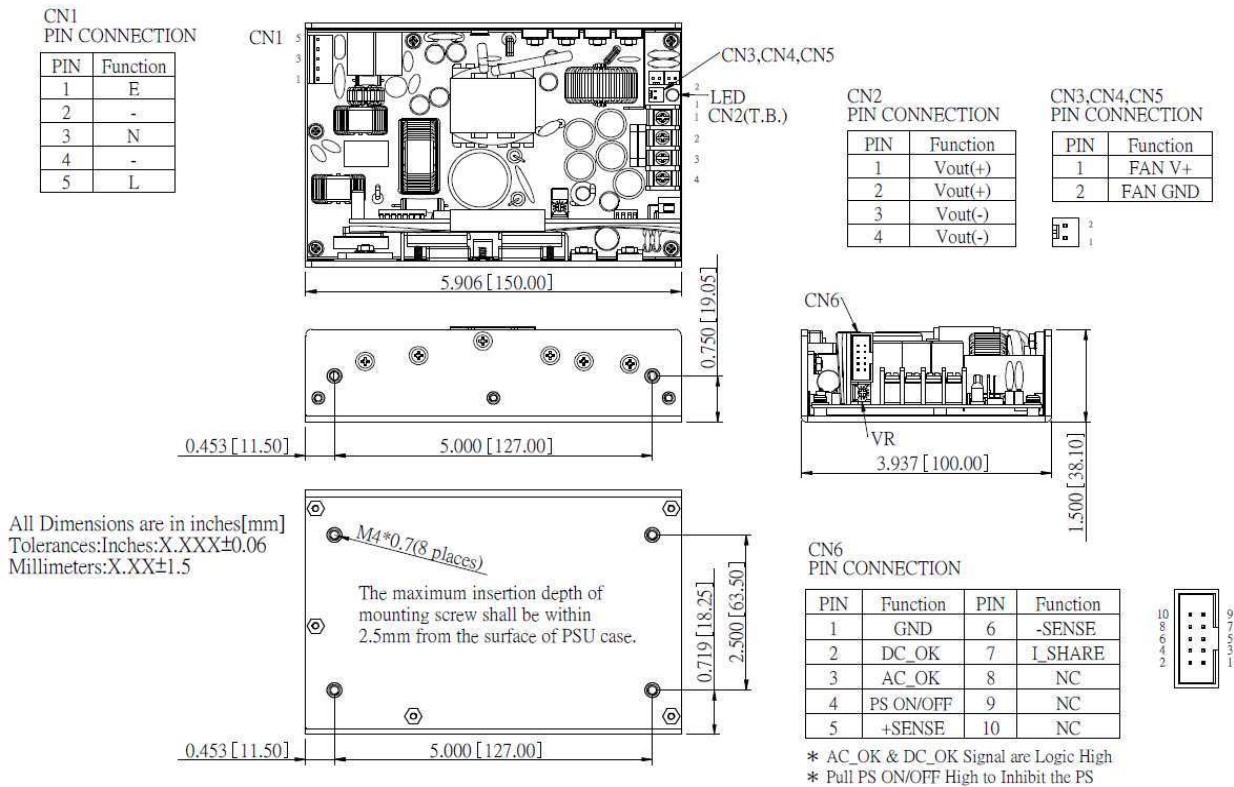 CN1
PIN CONNECTION
PIN Function
1 E
2 -
3 N
4 -
5 L
CN1
5
3
1
CN3,CN4,CN5
2
1
LED
CN2(T.B.)
1
2
3
4
5.906 [150.00]
CN2
PIN CONNECTION
PIN Function
1 Vout(+)
2 Vout(+)
3 Vout(-)
4 Vout(-)
CN3,CN4,CN5
PIN CONNECTION
PIN Function
1 FAN V+
2 FAN GND
2
1
0.750 [19.05]
0.453 [11.50]
5.000 [127.00]
CN6
VR
3.937 [100.00]
1.500 [38.10]
All Dimensions are in inches[mm]
Tolerances:Inches:X.XXX±0.06
Millimeters:X.XX±1.5
M4*0.7(8 places)
The maximum insertion depth of
mounting screw shall be within
2.5mm from the surface of PSU case.
0.719 [18.25]
2.500 [63.50]
0.453 [11.50]
5.000 [127.00]
CN6
PIN CONNECTION
PIN Function PIN Function
1 GND 6 -SENSE
2 DC_OK 7 I_SHARE
3 AC_OK 8 NC
4 PS ON/OFF 9 NC
5 +SENSE 10 NC
10 9
8 7
6 5
4 3
2 1
* AC_OK & DC_OK Signal are Logic High
* Pull PS ON/OFF High to Inhibit the PS